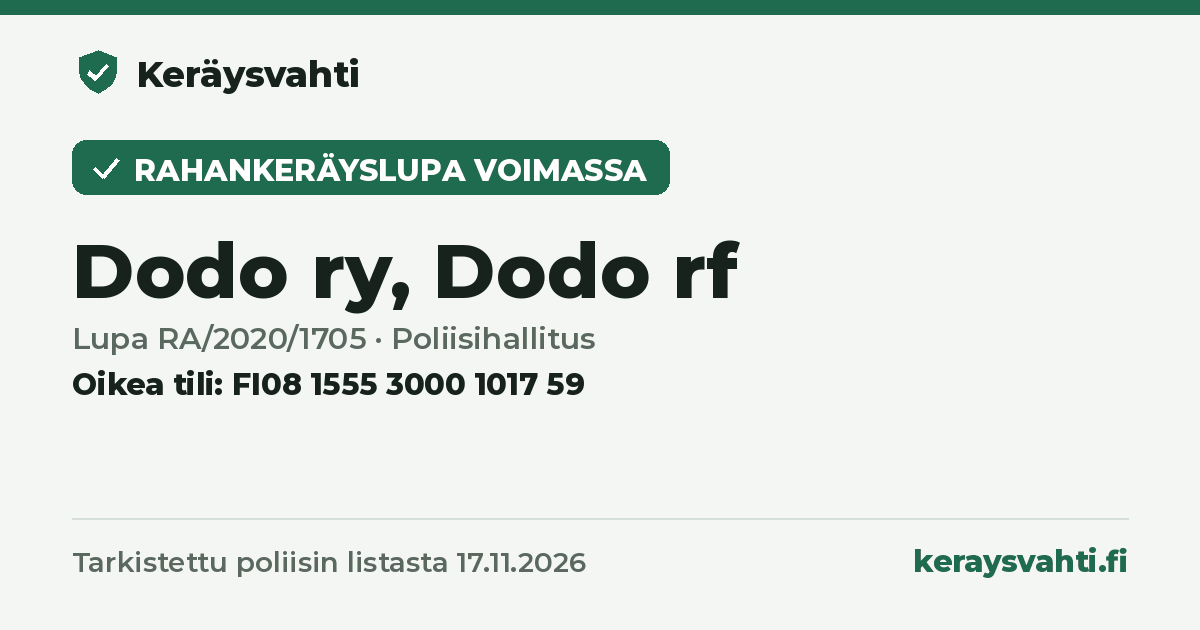 Keräysvahti
RAHANKERÄYSLUPA VOIMASSA
Dodo ry, Dodo rf
Lupa RA/2020/1705 · Poliisihallitus
Oikea tili: FI08 1555 3000 1017 59
Tarkistettu poliisin listasta 17.11.2026
keraysvahti.fi